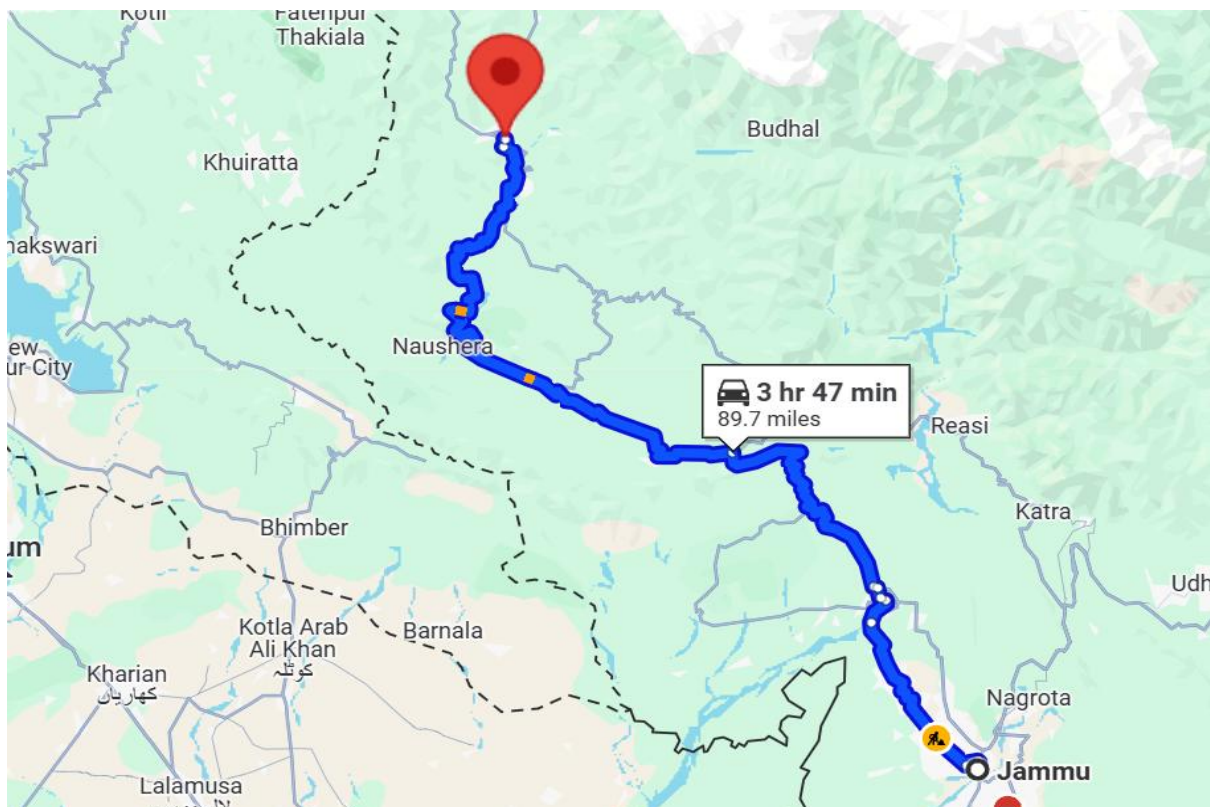 Kotli
Fatehpur
Thakiala
Budhal
Khuiratta
nakswari
ew
ur City
Naushera
3 hr 47 min
89.7 miles
Reasi
Katra
Bhimber
um
Udh
Kotla Arab
Ali Khan
کوٹلہ
Barnala
Kharian
کھاریاں
Nagrota
Jammu
Lalamusa